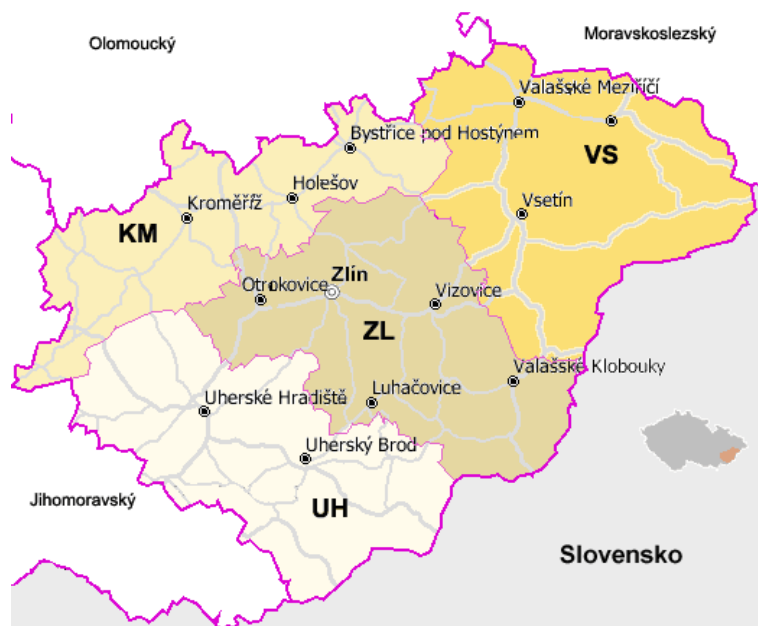 Olomoucký
Moravskoslezský
Valašské Meziříčí
Bystřice pod Hostýnem
VS
Holešov
Kroměříž
Vsetín
KM
Zlín
Otrokovice
Vizovice
ZL
Valašské Klobouky
Luhačovice
Uherské Hradiště
Uherský Brod
Jihomoravský
UH
Slovensko